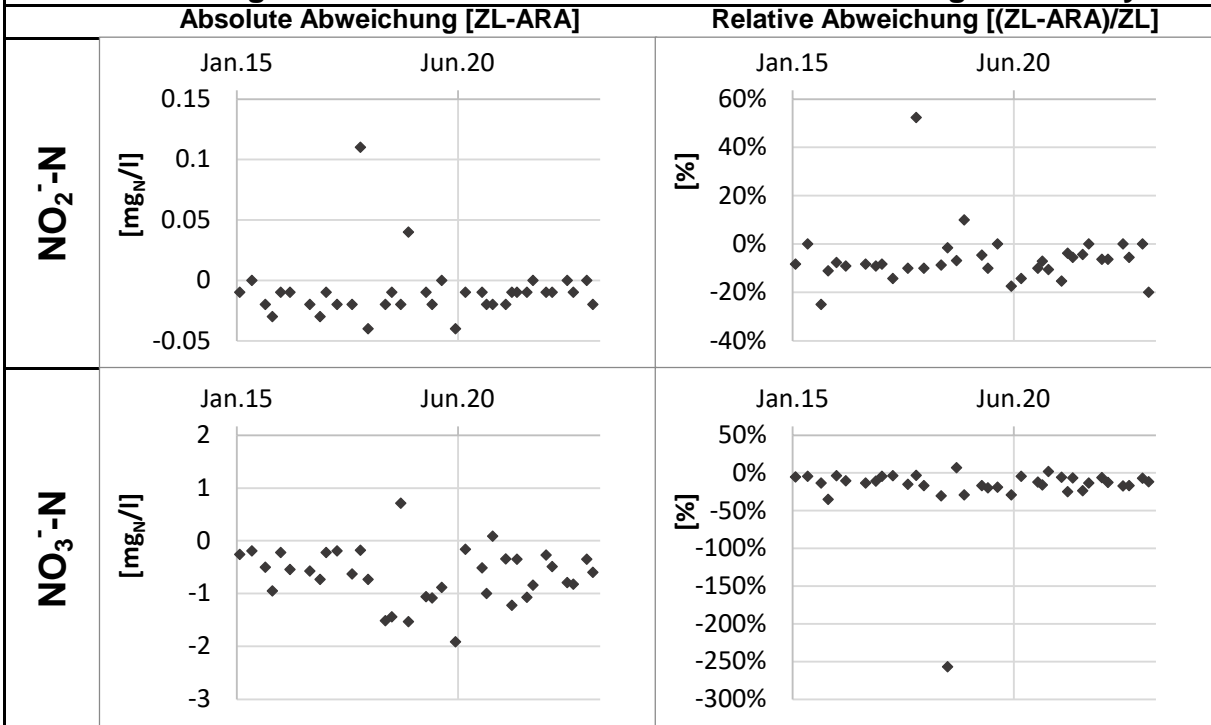 Absolute Abweichung [ZL-ARA]
Relative Abweichung [(ZL-ARA)/ZL]
NO₂⁻-N
Jan.15 Jun.20
[mg_N/l]
0.15
0.1
0.05
0
-0.05
Jan.15 Jun.20
[%]
60%
40%
20%
0%
-20%
-40%
NO₃⁻-N
Jan.15 Jun.20
[mg_N/l]
2
1
0
-1
-2
-3
Jan.15 Jun.20
[%]
50%
0%
-50%
-100%
-150%
-200%
-250%
-300%